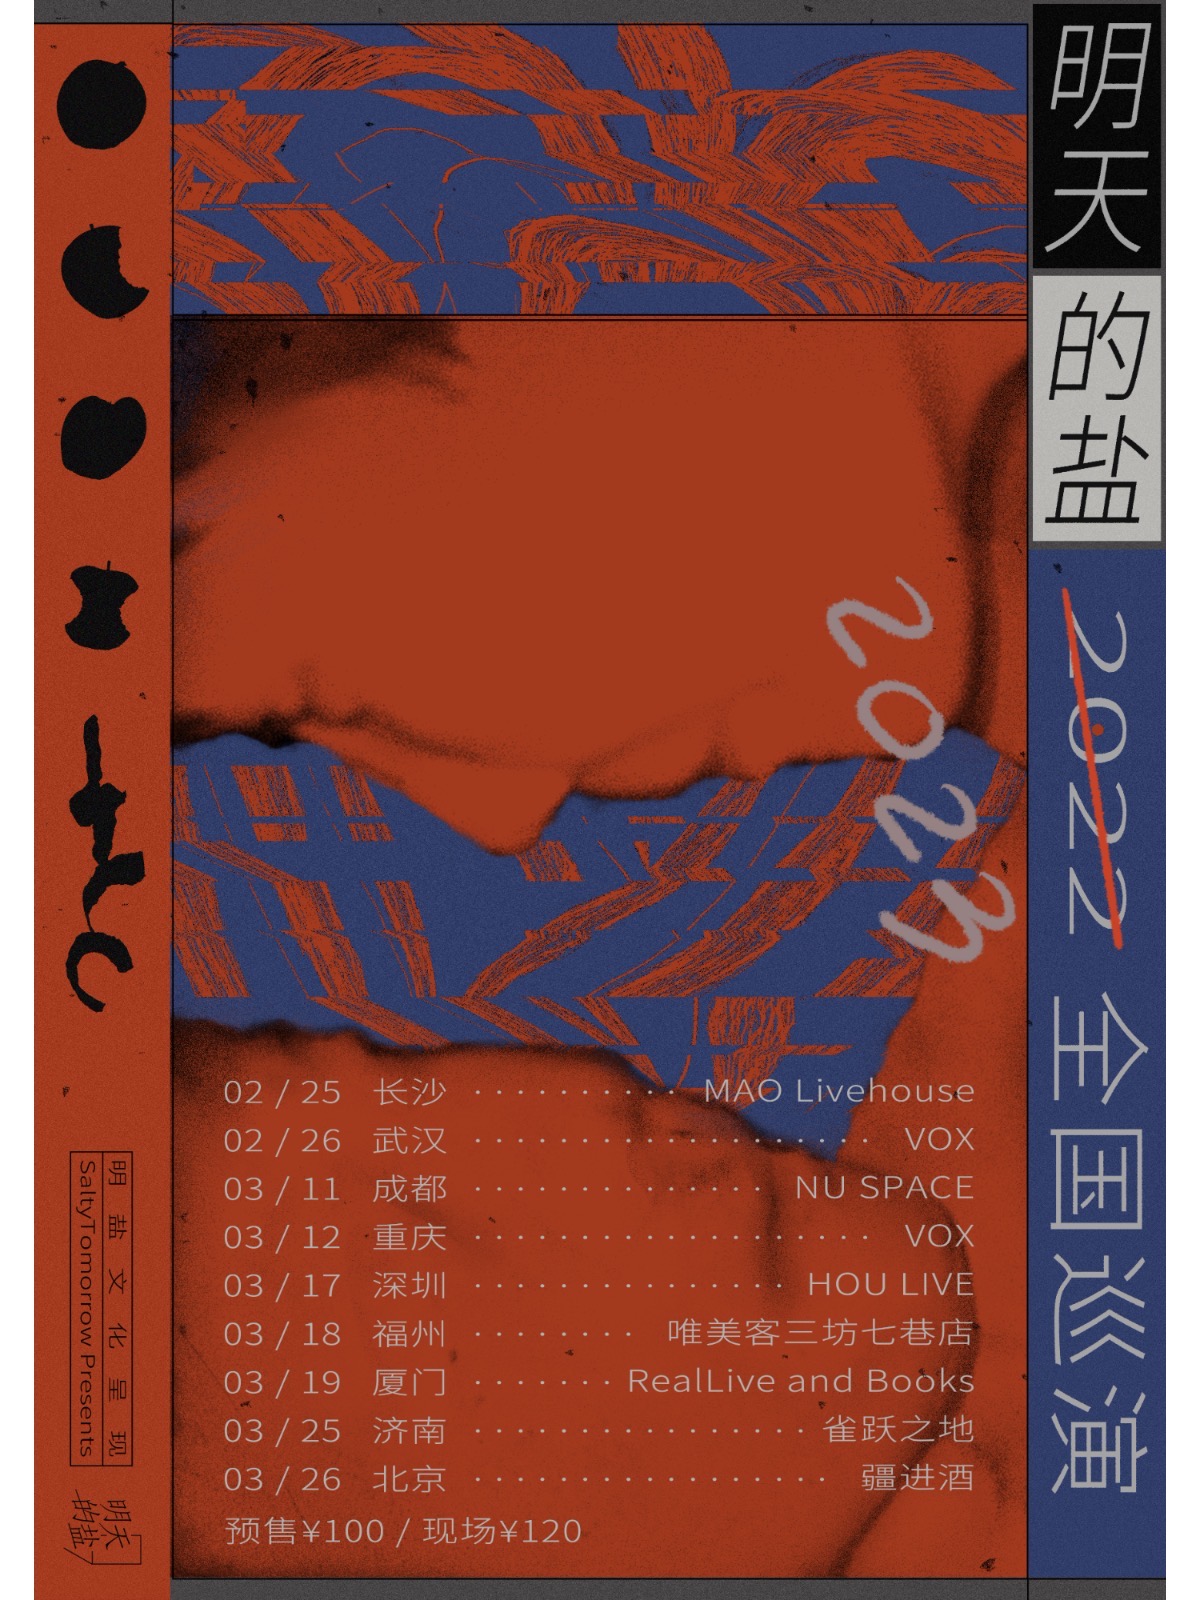 明天的盐
2022 全国巡演
2023
02 / 25 长沙 · · · · · · · · · · MAO Livehouse
02 / 26 武汉 · · · · · · · · · · · · · · · · · · · VOX
03 / 11 成都 · · · · · · · · · · · · · · NU SPACE
03 / 12 重庆 · · · · · · · · · · · · · · · · · · · VOX
03 / 17 深圳 · · · · · · · · · · · · · · · HOU LIVE
03 / 18 福州 · · · · · · · · 唯美客三坊七巷店
03 / 19 厦门 · · · · · · · RealLive and Books
03 / 25 济南 · · · · · · · · · · · · · · · · 雀跃之地
03 / 26 北京 · · · · · · · · · · · · · · · · · 疆进酒
预售¥100 / 现场¥120
明盐文化呈现
SaltyTomorrow Presents
明天
的盐